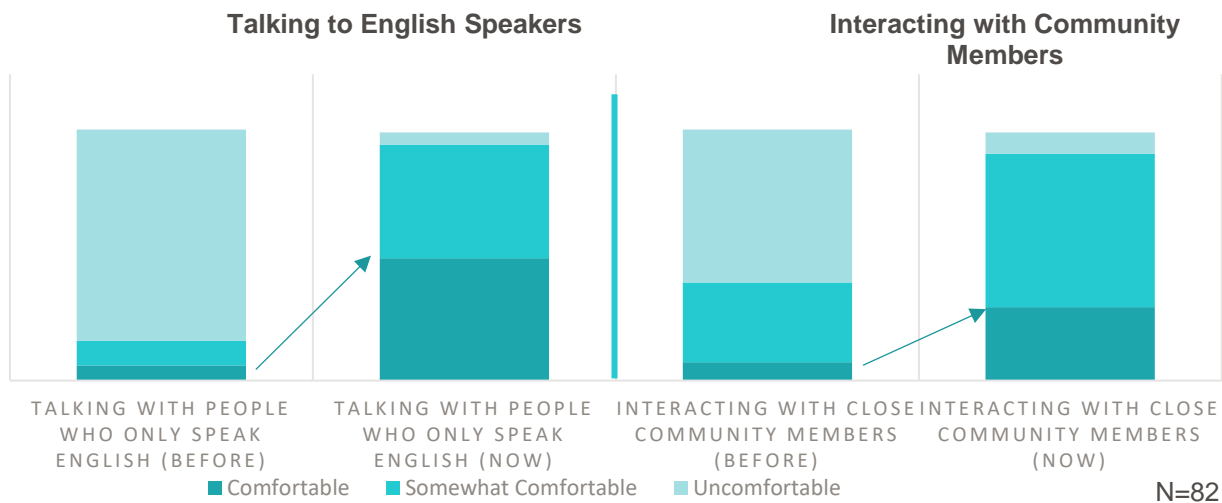 Talking to English Speakers
Interacting with Community
Members
TALKING WITH PEOPLE
WHO ONLY SPEAK
ENGLISH (BEFORE)
TALKING WITH PEOPLE
WHO ONLY SPEAK
ENGLISH (NOW)
INTERACTING WITH CLOSE
COMMUNITY MEMBERS
(BEFORE)
INTERACTING WITH CLOSE
COMMUNITY MEMBERS
(NOW)
Comfortable
Somewhat Comfortable
Uncomfortable
N=82